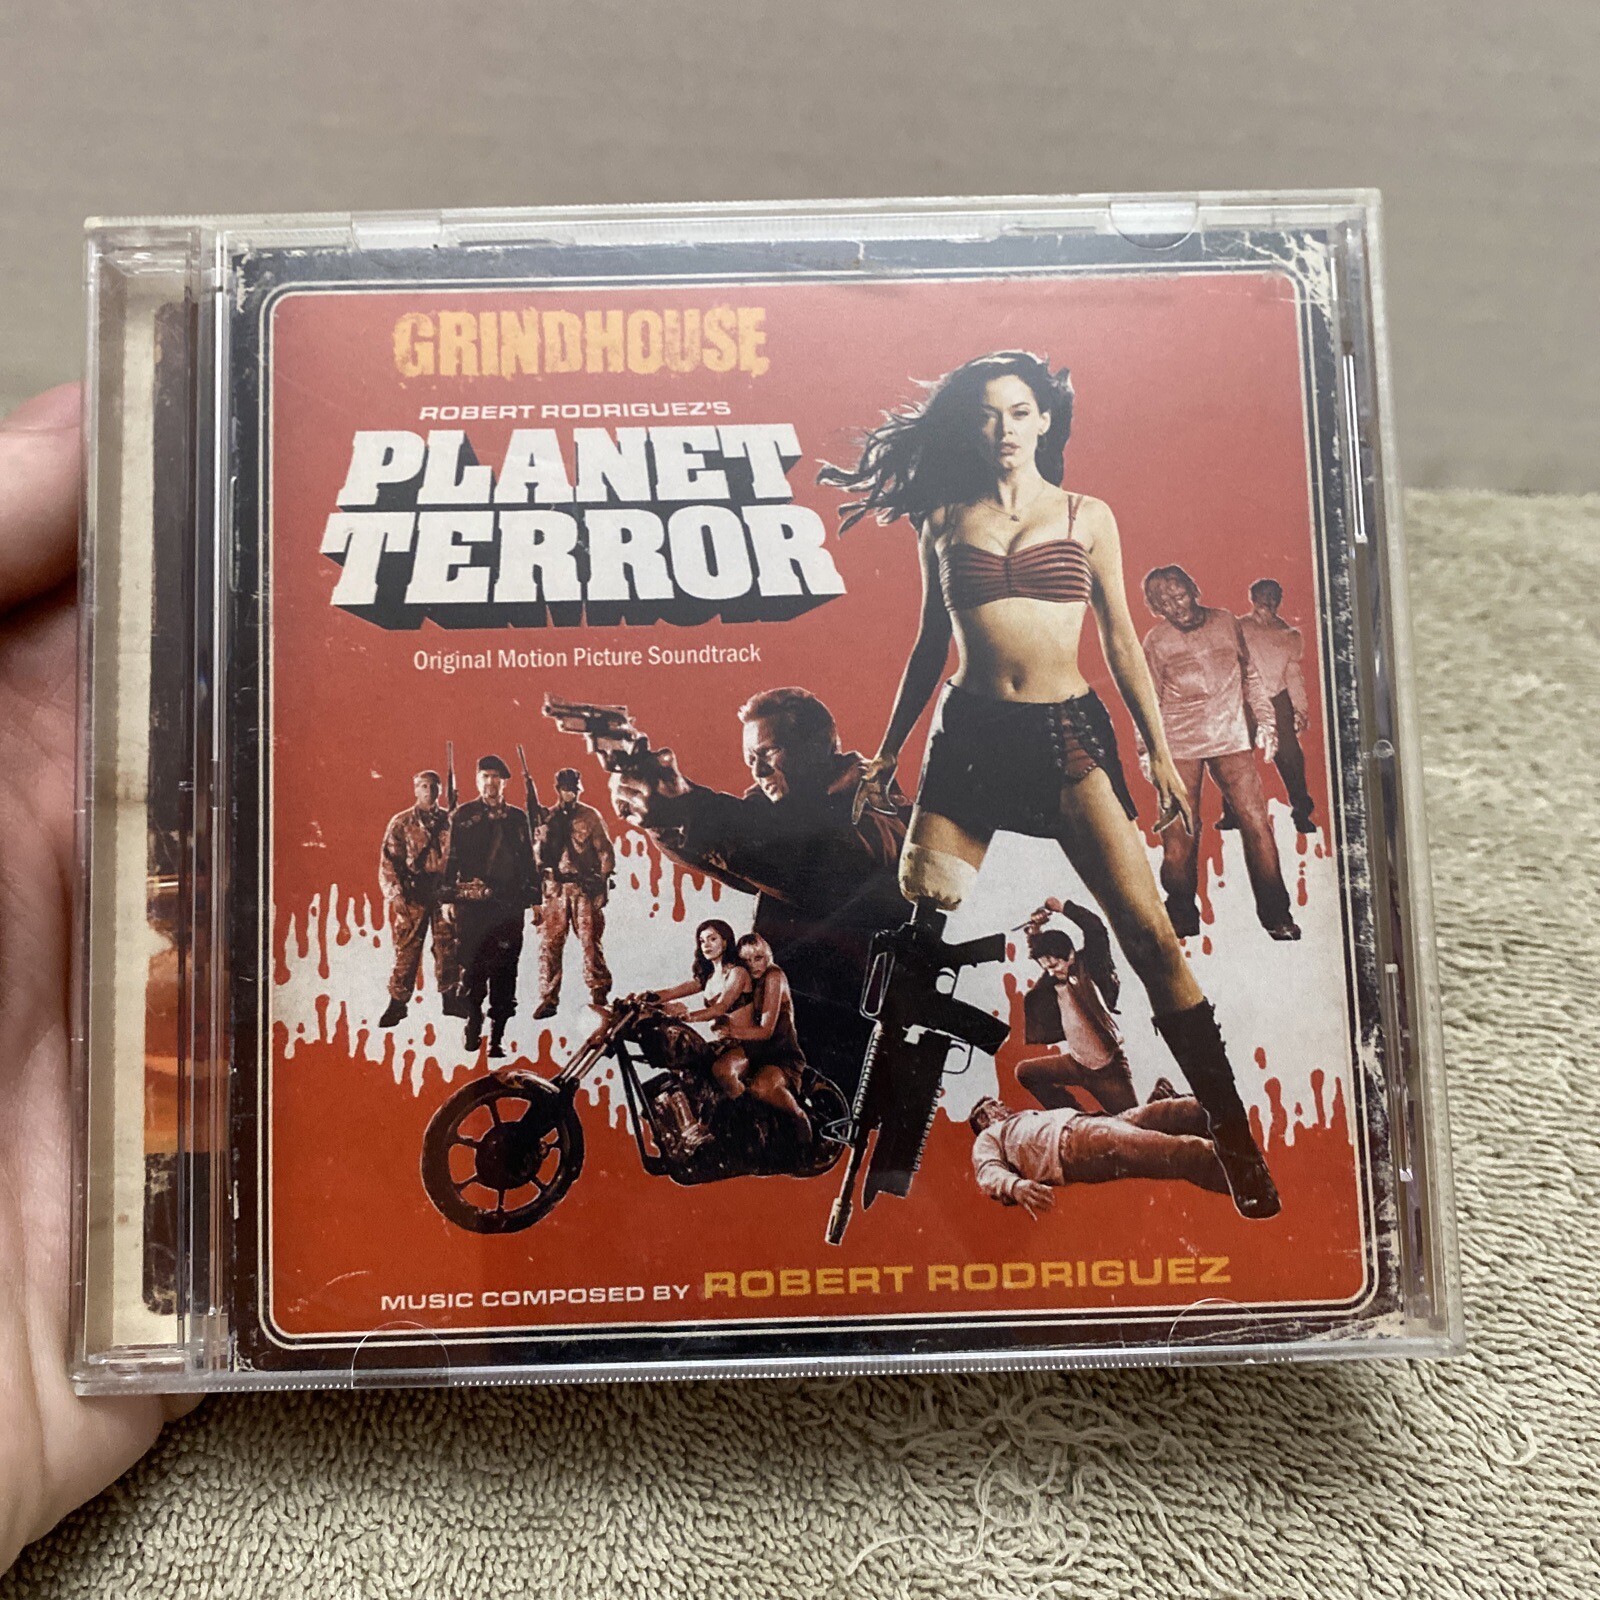 GRINDHOUSE
ROBERT RODRIGUEZ'S
PLANET
TERROR
Original Motion Picture Soundtrack
MUSIC COMPOSED BY ROBERT RODRIGUEZ